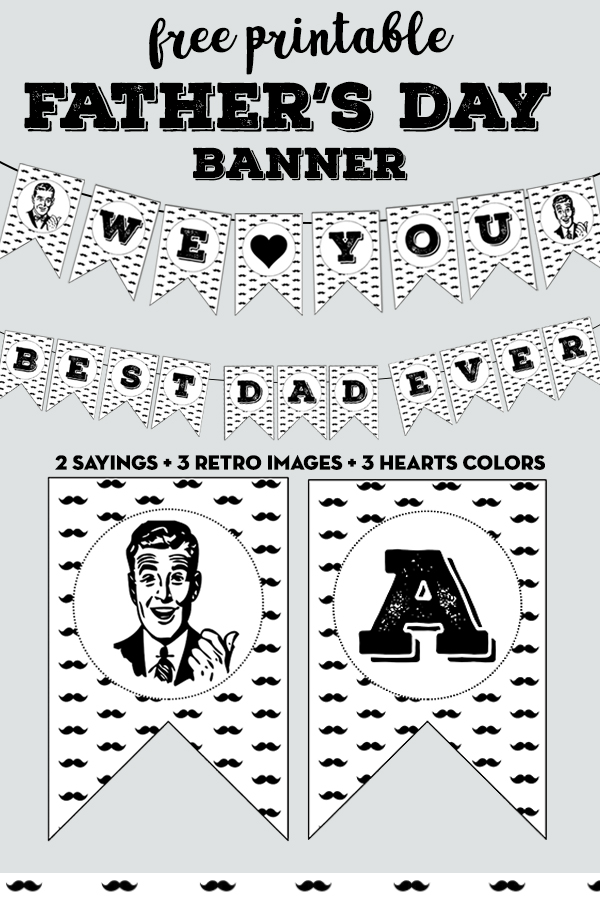 free printable
FATHER'S DAY
BANNER
WE ♥ YOU
BEST DAD EVER
2 SAYINGS + 3 RETRO IMAGES + 3 HEARTS COLORS
A